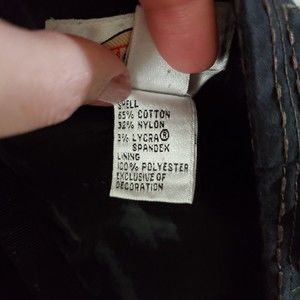 SHELL
65% COTTON
32% NYLON
3% LYCRA®
SPANDEX
LINING
100% POLYESTER
EXCLUSIVE OF
DECORATION